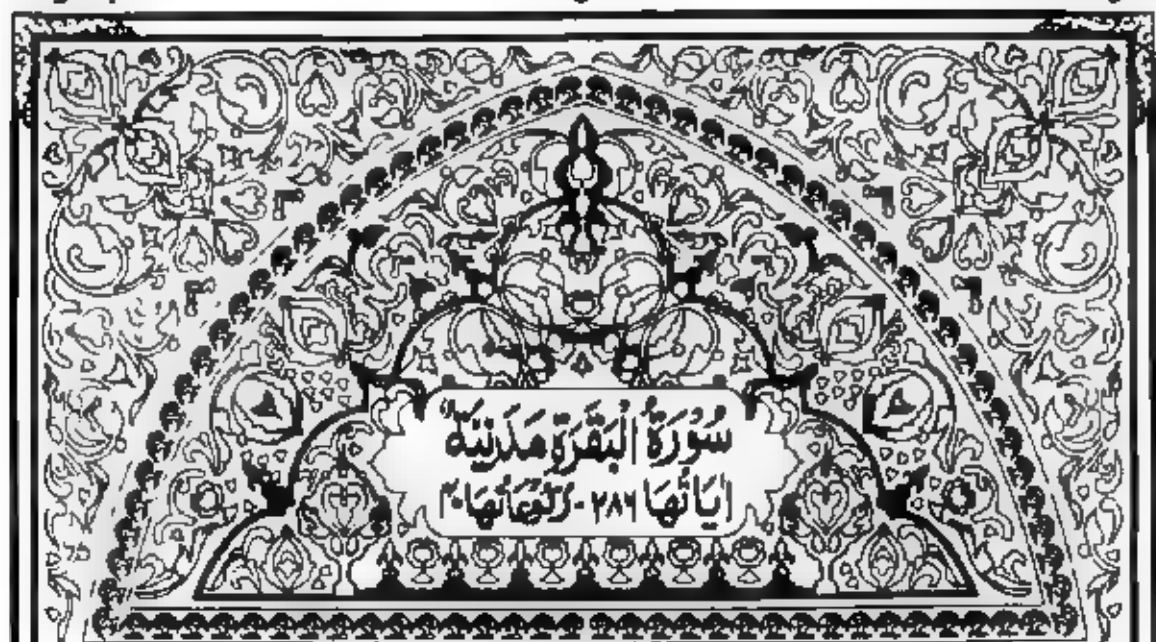 سُوْرَةُ الْبَقَرَةِ مَدَنِيَّةٌ
اٰيَاتُهَا ٢٨٦ - رُكُوْعَاتُهَا ٤٠